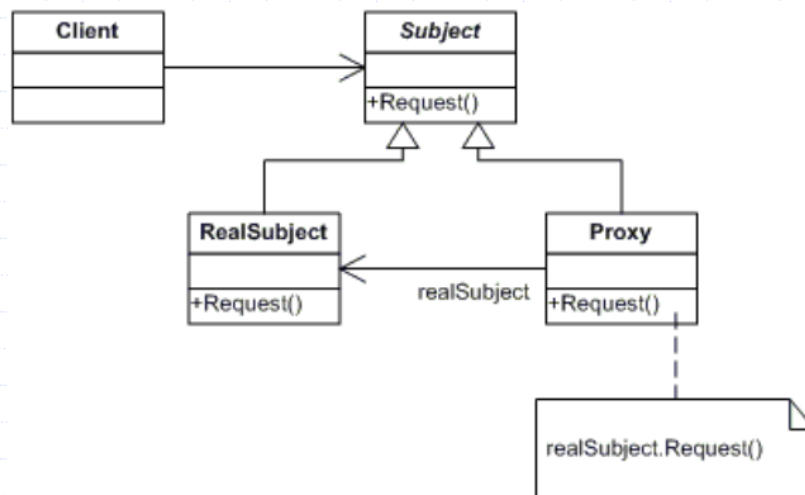 Client
Subject
+Request()
RealSubject
Proxy
realSubject
+Request()
+Request()
realSubject.Request()